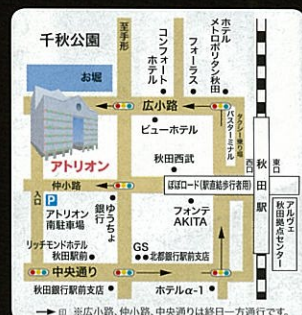 千秋公園
お堀
至手形
コンフォート
ホテル
フォーラス
ホテル
メトロポリタン秋田
広小路
タクシー乗り場
バスターミナル
ビューホテル
アトリオン
秋田西武
仲小路
ぽぽロード(駅直結歩行者用)
西口
秋田駅
東口
アルヴェ
秋田拠点センター
入口
P
アトリオン
南駐車場
ゆうちょ
銀行
フォンテ
AKITA
リッチモンドホテル
秋田駅前
GS
北都銀行駅前支店
中央通り
秋田銀行駅前支店
ホテルα-1
※広小路、仲小路、中央通りは終日一方通行です。